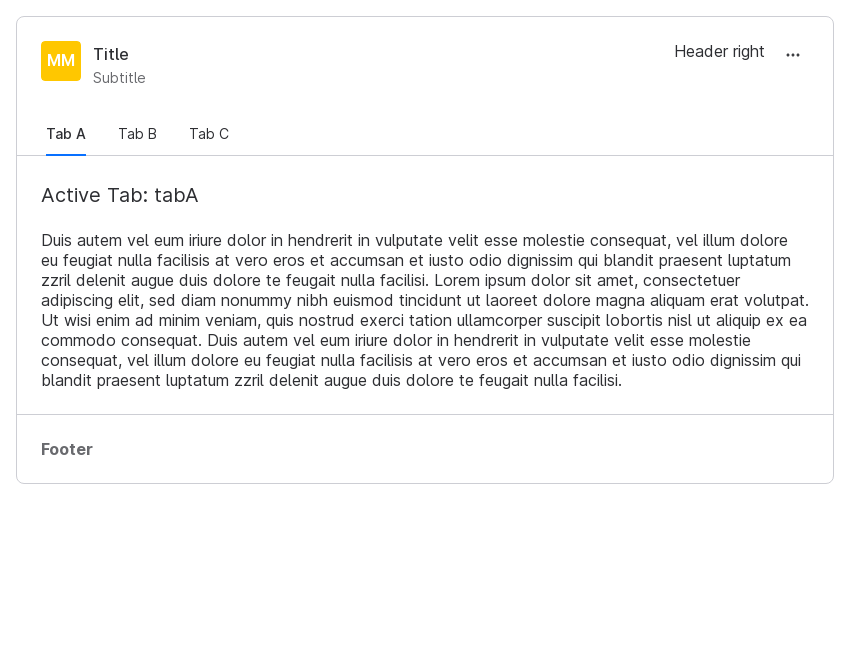 MM
Title
Subtitle
Header right
Tab A
Tab B
Tab C
Active Tab: tabA
Duis autem vel eum iriure dolor in hendrerit in vulputate velit esse molestie consequat, vel illum dolore
eu feugiat nulla facilisis at vero eros et accumsan et iusto odio dignissim qui blandit praesent luptatum
zzril delenit augue duis dolore te feugait nulla facilisi. Lorem ipsum dolor sit amet, consectetuer
adipiscing elit, sed diam nonummy nibh euismod tincidunt ut laoreet dolore magna aliquam erat volutpat.
Ut wisi enim ad minim veniam, quis nostrud exerci tation ullamcorper suscipit lobortis nisl ut aliquip ex ea
commodo consequat. Duis autem vel eum iriure dolor in hendrerit in vulputate velit esse molestie
consequat, vel illum dolore eu feugiat nulla facilisis at vero eros et accumsan et iusto odio dignissim qui
blandit praesent luptatum zzril delenit augue duis dolore te feugait nulla facilisi.
Footer